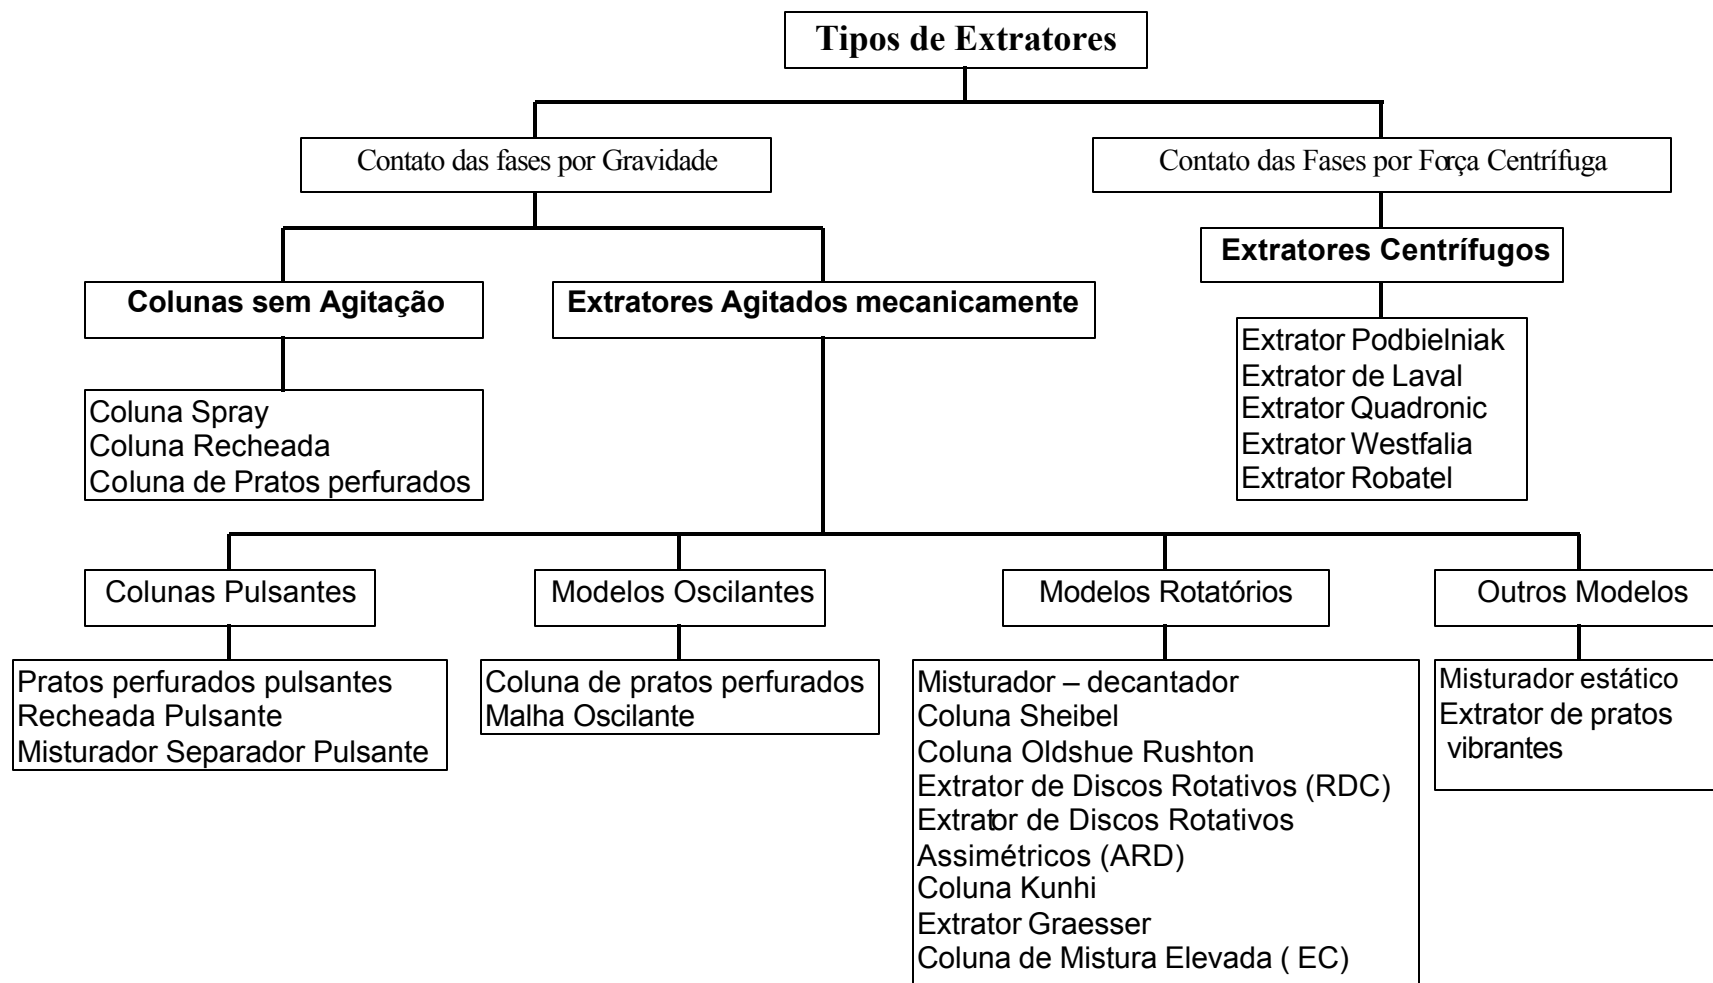 Tipos de Extratores
Contato das fases por Gravidade
Contato das Fases por Força Centrífuga
Extratores Centrífugos
Colunas sem Agitação
Extratores Agitados mecanicamente
Extrator Podbielniak
Extrator de Laval
Extrator Quadronic
Extrator Westfalia
Extrator Robatel
Coluna Spray
Coluna Recheada
Coluna de Pratos perfurados
Colunas Pulsantes
Modelos Oscilantes
Modelos Rotatórios
Outros Modelos
Pratos perfurados pulsantes
Recheada Pulsante
Misturador Separador Pulsante
Coluna de pratos perfurados
Malha Oscilante
Misturador – decantador
Coluna Sheibel
Coluna Oldshue Rushton
Extrator de Discos Rotativos (RDC)
Extrator de Discos Rotativos
Assimétricos (ARD)
Coluna Kunhi
Extrator Graesser
Coluna de Mistura Elevada ( EC)
Misturador estático
Extrator de pratos
vibrantes